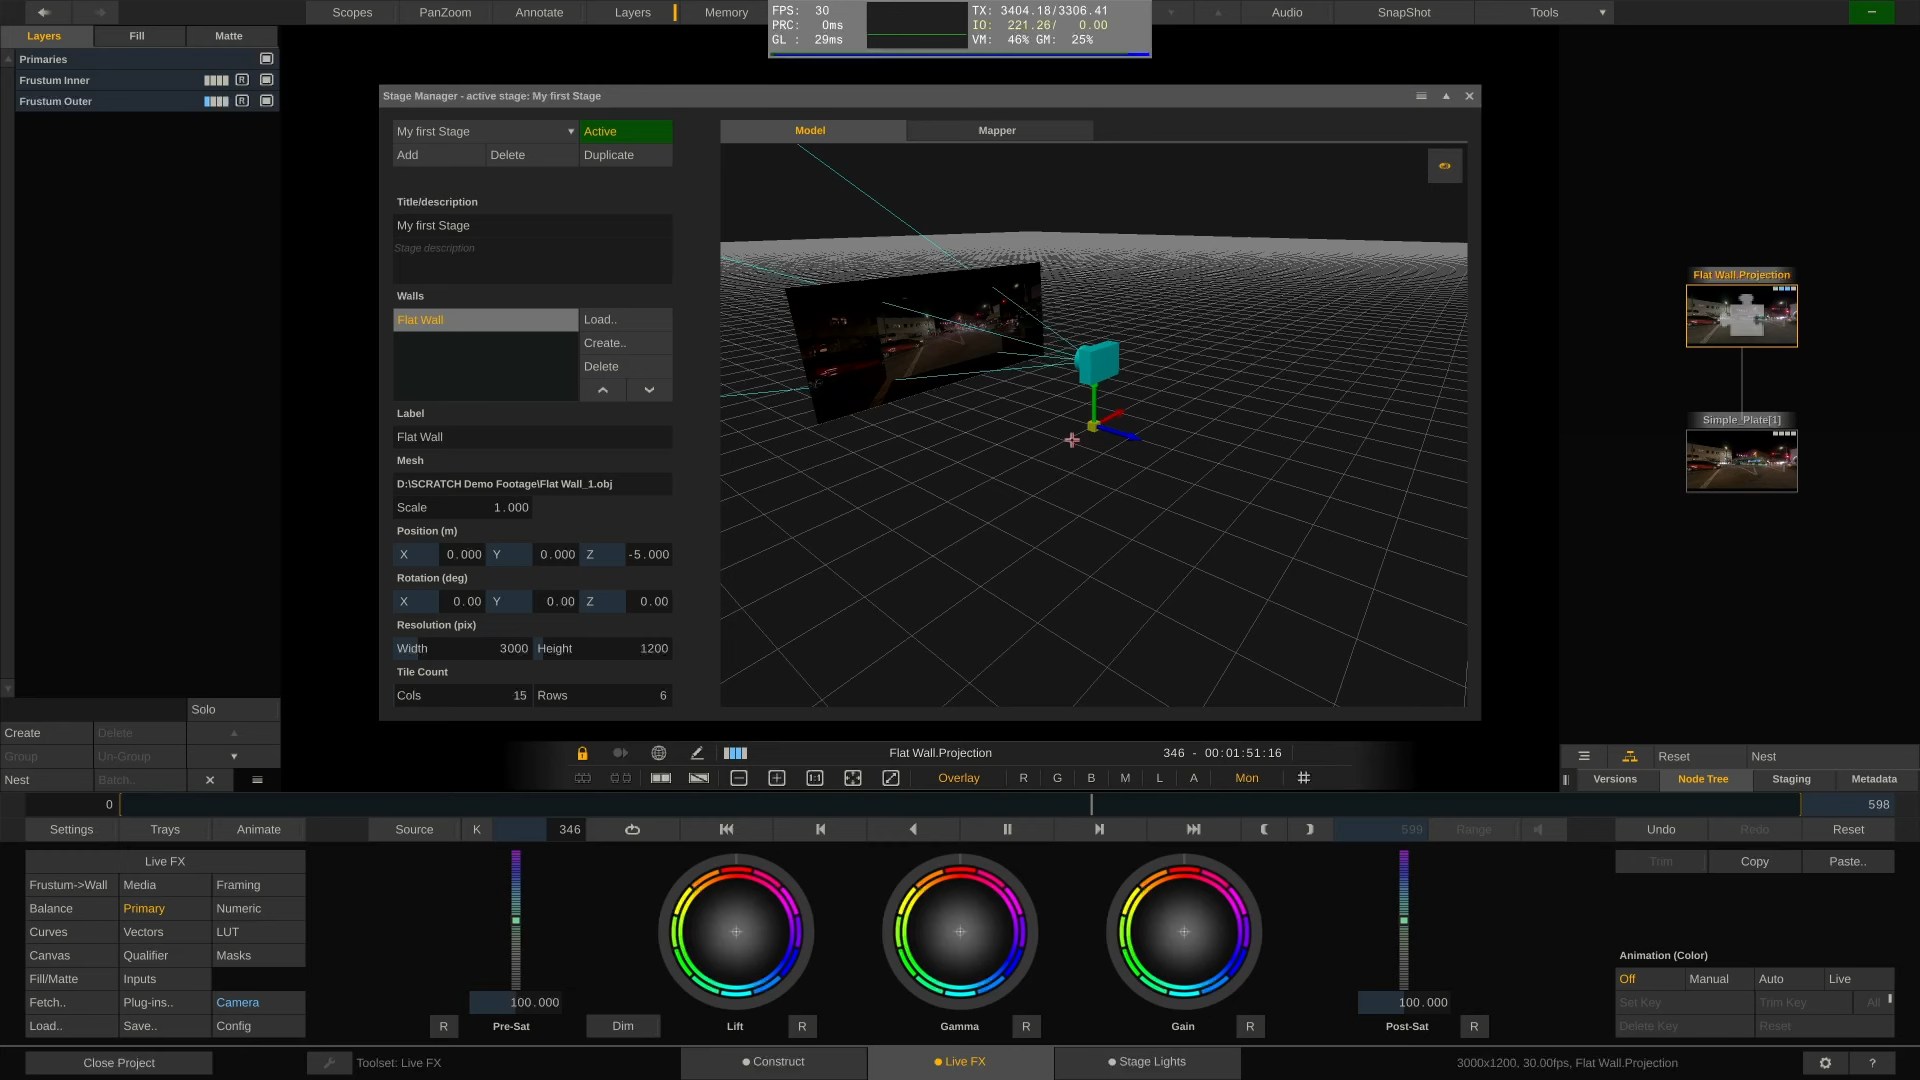 Scopes PanZoom Annotate Layers Memory Audio SnapShot Tools
FPS: 30 TX: 3404.18/3306.41
PRC: 0ms IO: 221.26/ 0.00
GL : 29ms VM: 46% GM: 25%
Layers Fill Matte
Primaries
Frustum Inner R
Frustum Outer R
Stage Manager - active stage: My first Stage
My first Stage Active
Add Delete Duplicate
Model Mapper
Title/description
My first Stage
Stage description
Walls
Flat Wall Load..
Create..
Delete
Label
Flat Wall
Mesh
D:\SCRATCH Demo Footage\Flat Wall_1.obj
Scale 1.000
Position (m)
X 0.000 Y 0.000 Z -5.000
Rotation (deg)
X 0.00 Y 0.00 Z 0.00
Resolution (pix)
Width 3000 Height 1200
Tile Count
Cols 15 Rows 6
Flat Wall.Projection
Simple_Plate[1]
Solo
Create Delete
Group Un-Group
Nest Batch..
Flat Wall.Projection 346 - 00:01:51:16
1:1 Overlay R G B M L A Mon
Reset Nest
Versions Node Tree Staging Metadata
0 598
Settings Trays Animate Source K 346 599 Range Undo Redo Reset
Live FX
Frustum->Wall Media Framing
Balance Primary Numeric
Curves Vectors LUT
Canvas Qualifier Masks
Fill/Matte Inputs
Fetch.. Plug-ins.. Camera
Load.. Save.. Config
100.000 100.000
R Pre-Sat Dim Lift R Gamma R Gain R Post-Sat R
Trim Copy Paste..
Animation (Color)
Off Manual Auto Live
Set Key Trim Key All
Delete Key Reset
Close Project Toolset: Live FX Construct Live FX Stage Lights 3000x1200, 30.00fps, Flat Wall.Projection ?